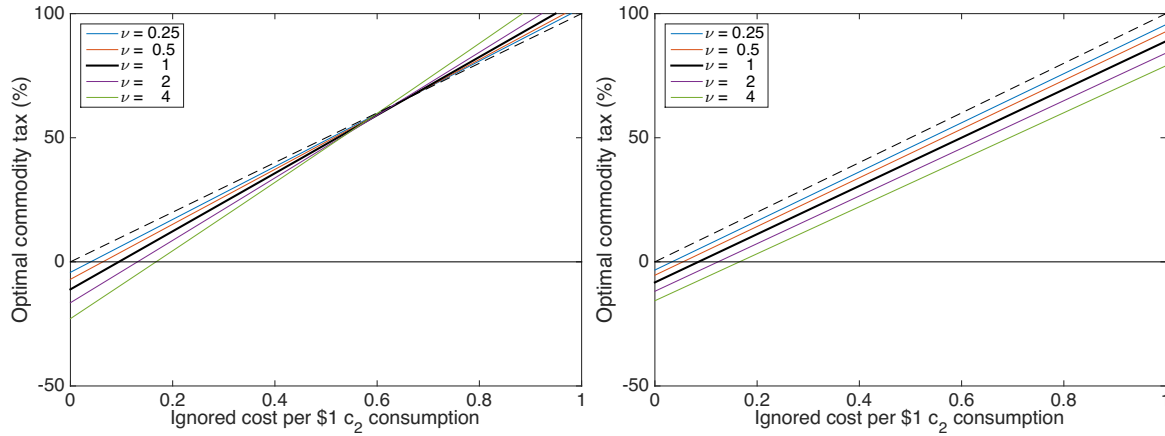 100
50
0
-50
Optimal commodity tax (%)
ν = 0.25
ν = 0.5
ν = 1
ν = 2
ν = 4
0 0.2 0.4 0.6 0.8 1
Ignored cost per $1 c₂ consumption
100
50
0
-50
Optimal commodity tax (%)
ν = 0.25
ν = 0.5
ν = 1
ν = 2
ν = 4
0 0.2 0.4 0.6 0.8 1
Ignored cost per $1 c₂ consumption